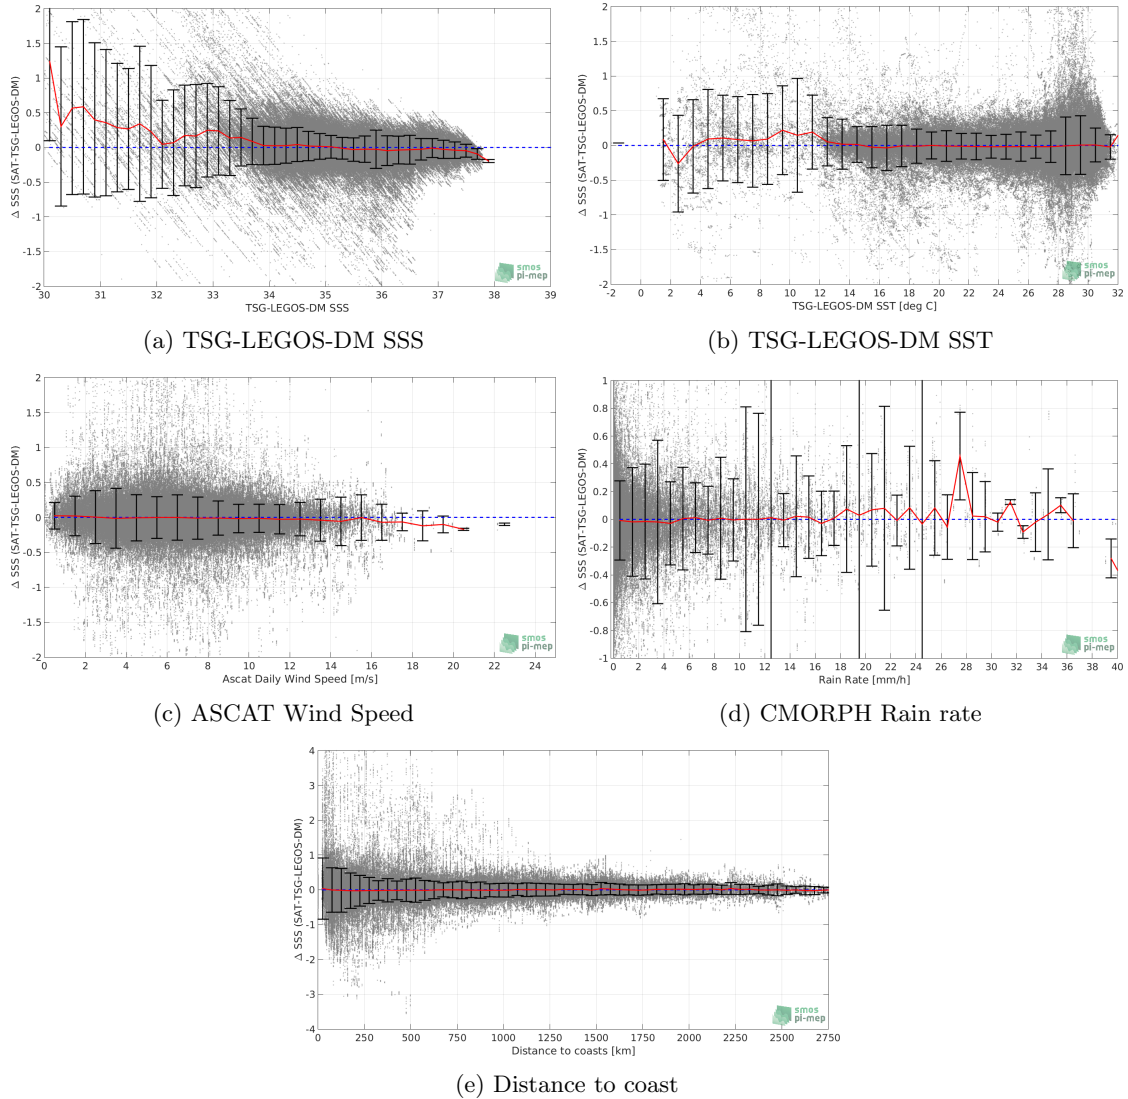 Δ SSS (SAT-TSG-LEGOS-DM)
2
1.5
1
0.5
0
-0.5
-1
-1.5
-2
30 31 32 33 34 35 36 37 38 39
TSG-LEGOS-DM SSS
smos
pi-mep
(a) TSG-LEGOS-DM SSS
Δ SSS (SAT-TSG-LEGOS-DM)
2
1.5
1
0.5
0
-0.5
-1
-1.5
-2
-2 0 2 4 6 8 10 12 14 16 18 20 22 24 26 28 30 32
TSG-LEGOS-DM SST [deg C]
smos
pi-mep
(b) TSG-LEGOS-DM SST
Δ SSS (SAT-TSG-LEGOS-DM)
2
1.5
1
0.5
0
-0.5
-1
-1.5
-2
0 2 4 6 8 10 12 14 16 18 20 22 24
Ascat Daily Wind Speed [m/s]
smos
pi-mep
(c) ASCAT Wind Speed
Δ SSS (SAT-TSG-LEGOS-DM)
1
0.8
0.6
0.4
0.2
0
-0.2
-0.4
-0.6
-0.8
-1
0 2 4 6 8 10 12 14 16 18 20 22 24 26 28 30 32 34 36 38 40
Rain Rate [mm/h]
smos
pi-mep
(d) CMORPH Rain rate
Δ SSS (SAT-TSG-LEGOS-DM)
4
3
2
1
0
-1
-2
-3
-4
0 250 500 750 1000 1250 1500 1750 2000 2250 2500 2750
Distance to coasts [km]
smos
pi-mep
(e) Distance to coast